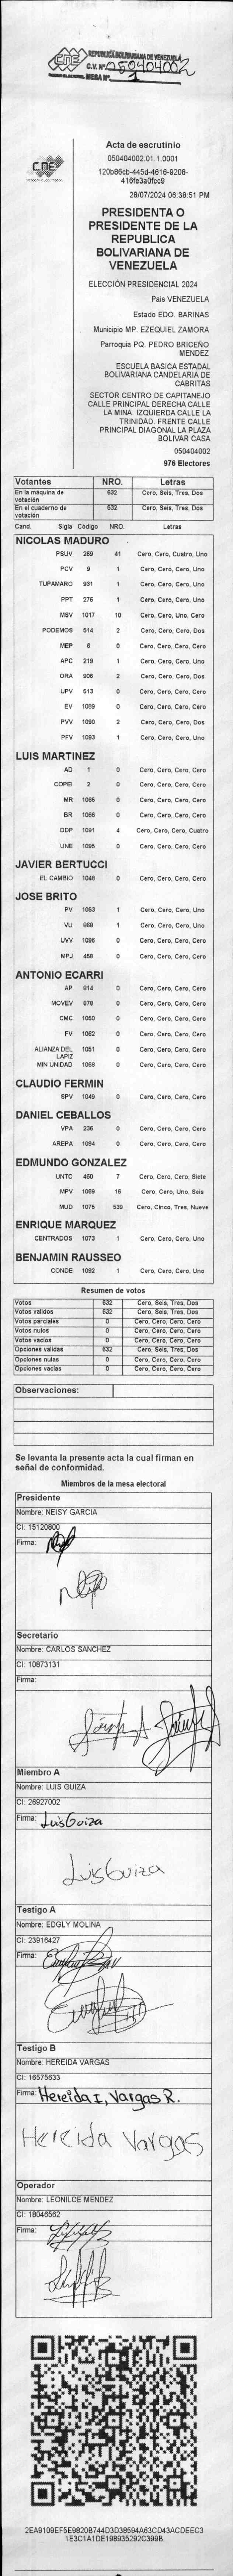 CNE REPÚBLICA BOLIVARIANA DE VENEZUELA
C.V. Nº 050404002
MESA Nº 1
CNE
Acta de escrutinio
050404002.01.1.0001
120b86cb-445d-4616-9208-
416fe3a0fcc9
28/07/2024 06:38:51 PM
PRESIDENTA O
PRESIDENTE DE LA
REPUBLICA
BOLIVARIANA DE
VENEZUELA
ELECCIÓN PRESIDENCIAL 2024
Pais VENEZUELA
Estado EDO. BARINAS
Municipio MP. EZEQUIEL ZAMORA
Parroquia PQ. PEDRO BRICEÑO
MENDEZ
ESCUELA BASICA ESTADAL
BOLIVARIANA CANDELARIA DE
CABRITAS
SECTOR CENTRO DE CAPITANEJO
CALLE PRINCIPAL DERECHA CALLE
LA MINA. IZQUIERDA CALLE LA
TRINIDAD. FRENTE CALLE
PRINCIPAL DIAGONAL LA PLAZA
BOLIVAR CASA
050404002
976 Electores
Votantes NRO. Letras
En la máquina de votación 632 Cero, Seis, Tres, Dos
En el cuaderno de votación 632 Cero, Seis, Tres, Dos
Cand. Sigla Código NRO. Letras
NICOLAS MADURO
PSUV 269 41 Cero, Cero, Cuatro, Uno
PCV 9 1 Cero, Cero, Cero, Uno
TUPAMARO 931 1 Cero, Cero, Cero, Uno
PPT 276 1 Cero, Cero, Cero, Uno
MSV 1017 10 Cero, Cero, Uno, Cero
PODEMOS 514 2 Cero, Cero, Cero, Dos
MEP 6 0 Cero, Cero, Cero, Cero
APC 219 1 Cero, Cero, Cero, Uno
ORA 906 2 Cero, Cero, Cero, Dos
UPV 513 0 Cero, Cero, Cero, Cero
EV 1089 0 Cero, Cero, Cero, Cero
PVV 1090 2 Cero, Cero, Cero, Dos
PFV 1093 1 Cero, Cero, Cero, Uno
LUIS MARTINEZ
AD 1 0 Cero, Cero, Cero, Cero
COPEI 2 0 Cero, Cero, Cero, Cero
MR 1065 0 Cero, Cero, Cero, Cero
BR 1066 0 Cero, Cero, Cero, Cero
DDP 1091 4 Cero, Cero, Cero, Cuatro
UNE 1095 0 Cero, Cero, Cero, Cero
JAVIER BERTUCCI
EL CAMBIO 1048 0 Cero, Cero, Cero, Cero
JOSE BRITO
PV 1053 1 Cero, Cero, Cero, Uno
VU 868 1 Cero, Cero, Cero, Uno
UVV 1096 0 Cero, Cero, Cero, Cero
MPJ 458 0 Cero, Cero, Cero, Cero
ANTONIO ECARRI
AP 914 0 Cero, Cero, Cero, Cero
MOVEV 978 0 Cero, Cero, Cero, Cero
CMC 1050 0 Cero, Cero, Cero, Cero
FV 1062 0 Cero, Cero, Cero, Cero
ALIANZA DEL LAPIZ 1051 0 Cero, Cero, Cero, Cero
MIN UNIDAD 1068 0 Cero, Cero, Cero, Cero
CLAUDIO FERMIN
SPV 1049 0 Cero, Cero, Cero, Cero
DANIEL CEBALLOS
VPA 236 0 Cero, Cero, Cero, Cero
AREPA 1094 0 Cero, Cero, Cero, Cero
EDMUNDO GONZALEZ
UNTC 460 7 Cero, Cero, Cero, Siete
MPV 1069 16 Cero, Cero, Uno, Seis
MUD 1075 539 Cero, Cinco, Tres, Nueve
ENRIQUE MARQUEZ
CENTRADOS 1073 1 Cero, Cero, Cero, Uno
BENJAMIN RAUSSEO
CONDE 1092 1 Cero, Cero, Cero, Uno
Resumen de votos
Votos 632 Cero, Seis, Tres, Dos
Votos validos 632 Cero, Seis, Tres, Dos
Votos parciales 0 Cero, Cero, Cero, Cero
Votos nulos 0 Cero, Cero, Cero, Cero
Votos vacios 0 Cero, Cero, Cero, Cero
Opciones validas 632 Cero, Seis, Tres, Dos
Opciones nulas 0 Cero, Cero, Cero, Cero
Opciones vacias 0 Cero, Cero, Cero, Cero
Observaciones:
Se levanta la presente acta la cual firman en
señal de conformidad.
Miembros de la mesa electoral
Presidente
Nombre: NEISY GARCIA
CI: 15120800
Firma:
Secretario
Nombre: CARLOS SANCHEZ
CI: 10873131
Firma:
Miembro A
Nombre: LUIS GUIZA
CI: 26927002
Firma: Luis Guiza
Luis Guiza
Testigo A
Nombre: EDGLY MOLINA
CI: 23916427
Firma:
Testigo B
Nombre: HEREIDA VARGAS
CI: 16575633
Firma: Hereida I, Vargas R.
Hereida Vargas
Operador
Nombre: LEONILCE MENDEZ
CI: 18046562
Firma:
2EA9109EF5E9820B744D3D38594A63CD43ACDEEC3
1E3C1A1DE198935292C399B